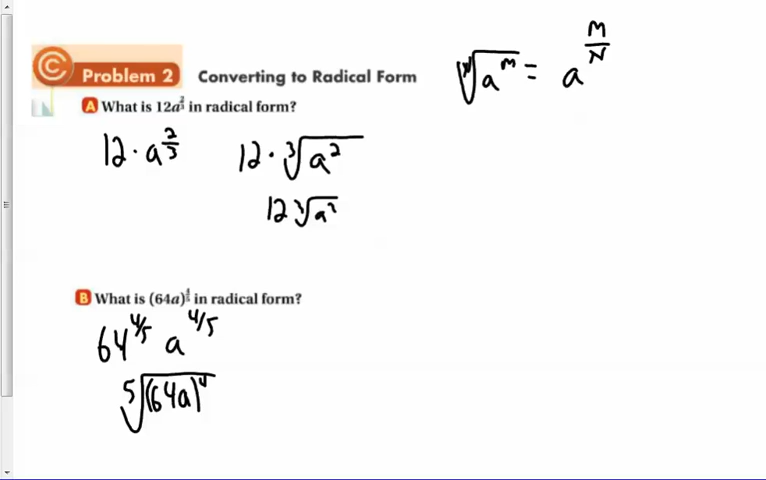 Problem 2 Converting to Radical Form
ᴺ√(a^M) = a^(M/N)
A What is 12a^(2/3) in radical form?
12 · a^(2/3) 12 · ³√(a²)
12 ³√(a²)
B What is (64a)^(4/5) in radical form?
64^(4/5) a^(4/5)
⁵√((64a)⁴)